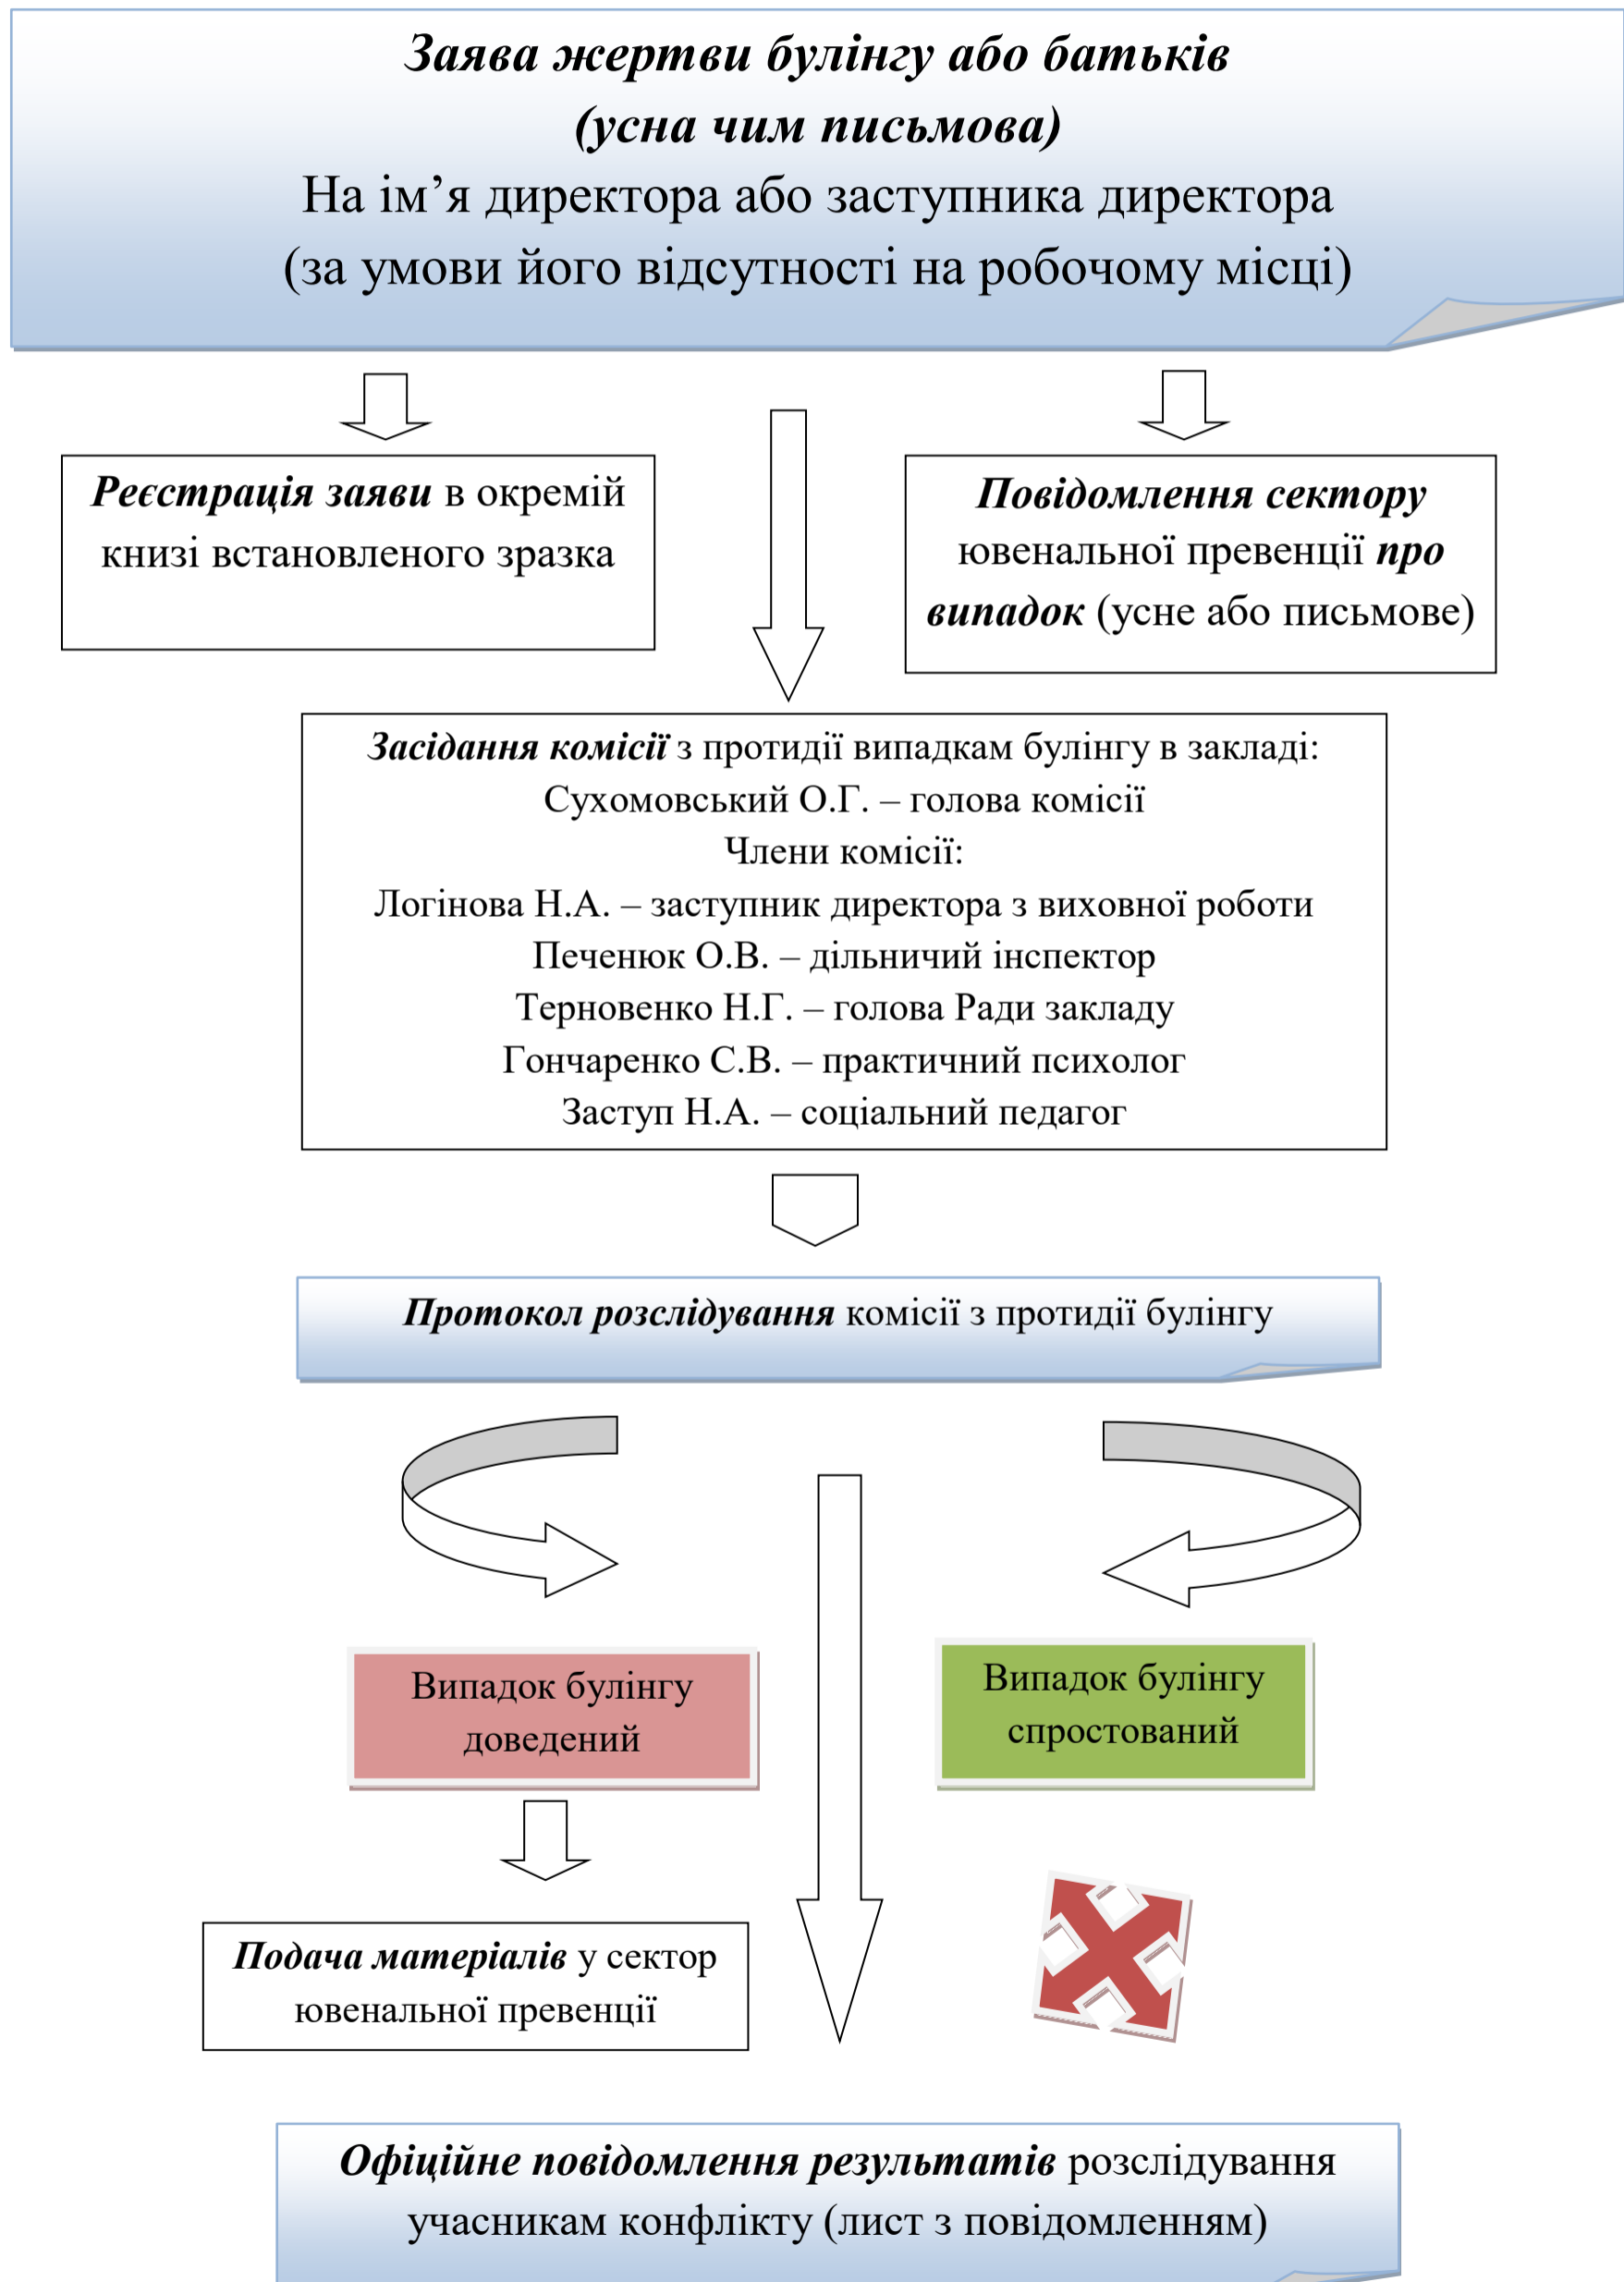 Заява жертви булінгу або батьків
(усна чим письмова)
На ім’я директора або заступника директора
(за умови його відсутності на робочому місці)
Реєстрація заяви в окремій
книзі встановленого зразка
Повідомлення сектору
ювенальної превенції про
випадок (усне або письмове)
Засідання комісії з протидії випадкам булінгу в закладі:
Сухомовський О.Г. – голова комісії
Члени комісії:
Логінова Н.А. – заступник директора з виховної роботи
Печенюк О.В. – дільничий інспектор
Терновенко Н.Г. – голова Ради закладу
Гончаренко С.В. – практичний психолог
Заступ Н.А. – соціальний педагог
Протокол розслідування комісії з протидії булінгу
Випадок булінгу
доведений
Випадок булінгу
спростований
Подача матеріалів у сектор
ювенальної превенції
Офіційне повідомлення результатів розслідування
учасникам конфлікту (лист з повідомленням)